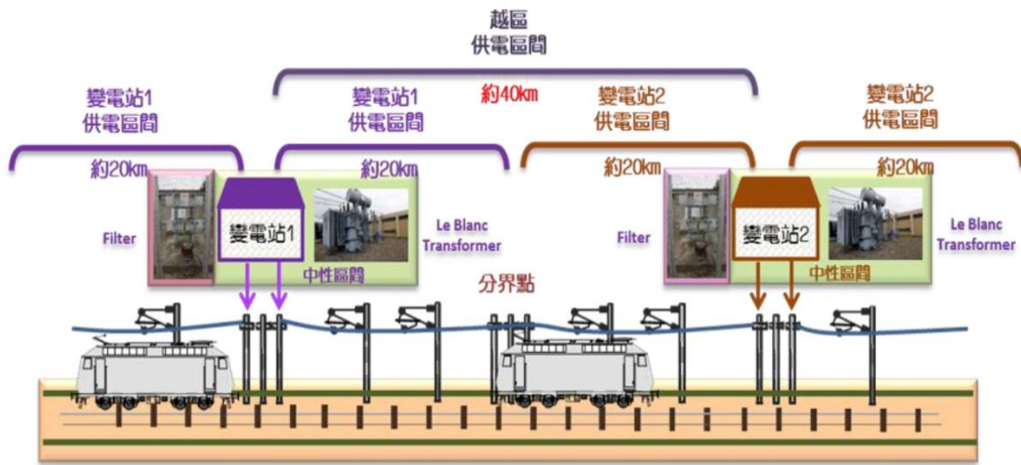 越區
供電區間
約40km
變電站1
供電區間
約20km
變電站1
供電區間
約20km
變電站2
供電區間
約20km
變電站2
供電區間
約20km
Filter
變電站1
Le Blanc
Transformer
中性區間
分界點
Filter
變電站2
Le Blanc
Transformer
中性區間